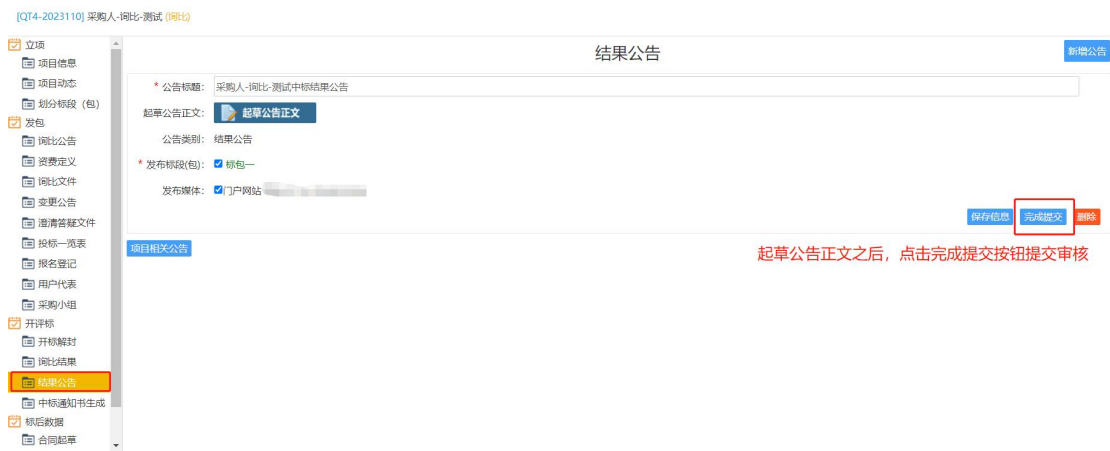 [QT4-2023110] 采购人-询比-测试 (询比)
立项
项目信息
项目动态
划分标段（包）
发包
询比公告
资费定义
询比文件
变更公告
澄清答疑文件
投标一览表
报名登记
用户代表
采购小组
开评标
开标解封
询比结果
结果公告
中标通知书生成
标后数据
合同起草
结果公告
新增公告
* 公告标题： 采购人-询比-测试中标结果公告
起草公告正文： 起草公告正文
公告类别： 结果公告
* 发布标段(包)： 标包一
发布媒体： 门户网站
保存信息 完成提交 删除
项目相关公告
起草公告正文之后，点击完成提交按钮提交审核